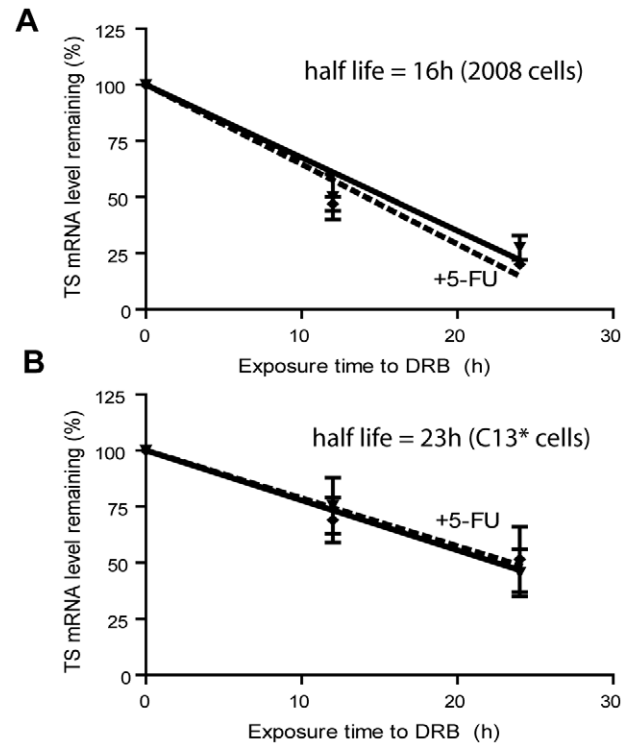 A
125
100
75
50
25
0
TS mRNA level remaining (%)
half life = 16h (2008 cells)
+5-FU
0 10 20 30
Exposure time to DRB (h)
B
125
100
75
50
25
0
TS mRNA level remaining (%)
half life = 23h (C13* cells)
+5-FU
0 10 20 30
Exposure time to DRB (h)